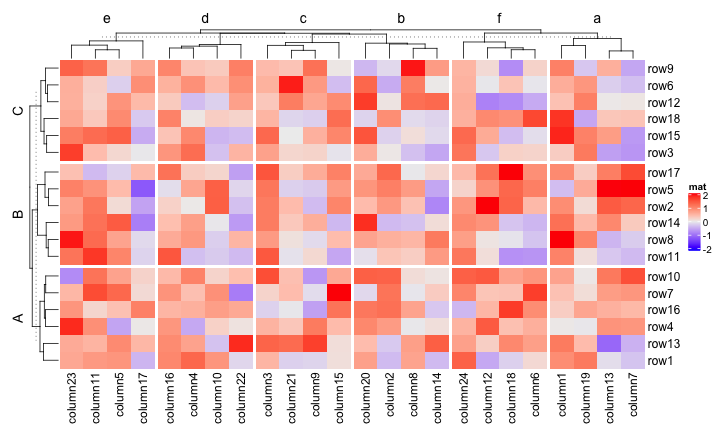 e d c b f a
C
B
A
row9
row6
row12
row18
row15
row3
row17
row5
row2
row14
row8
row11
row10
row7
row16
row4
row13
row1
mat
2
1
0
-1
-2
column23 column11 column5 column17 column16 column4 column10 column22 column3 column21 column9 column15 column20 column2 column8 column14 column24 column12 column18 column6 column1 column19 column13 column7